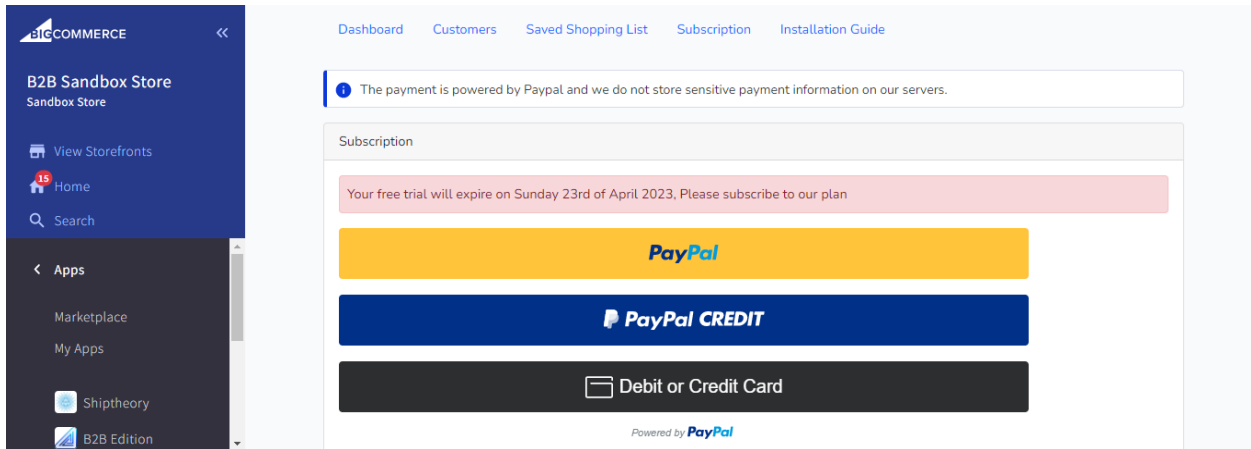 BIGCOMMERCE
B2B Sandbox Store
Sandbox Store
View Storefronts
15
Home
Search
Apps
Marketplace
My Apps
Shiptheory
B2B Edition
Dashboard Customers Saved Shopping List Subscription Installation Guide
The payment is powered by Paypal and we do not store sensitive payment information on our servers.
Subscription
Your free trial will expire on Sunday 23rd of April 2023, Please subscribe to our plan
PayPal
PayPal CREDIT
Debit or Credit Card
Powered by PayPal